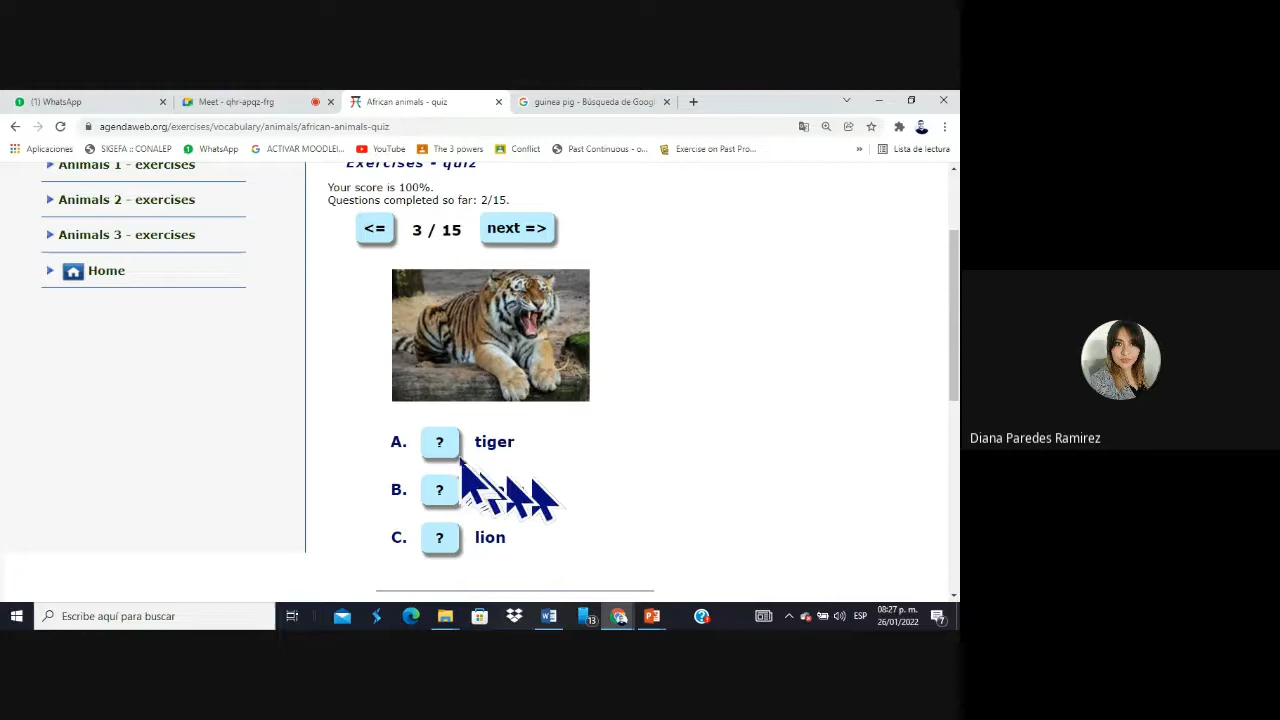 (1) WhatsApp
Meet - qhr-apqz-frg
African animals - quiz
guinea pig - Búsqueda de Googl
agendaweb.org/exercises/vocabulary/animals/african-animals-quiz
Aplicaciones
SIGEFA :: CONALEP
WhatsApp
ACTIVAR MOODLEI...
YouTube
The 3 powers
Conflict
Past Continuous - o...
Exercise on Past Pro...
»
Lista de lectura
Animals 1 - exercises
Animals 2 - exercises
Animals 3 - exercises
Home
Exercises - quiz
Your score is 100%.
Questions completed so far: 2/15.
<= 3 / 15 next =>
A. ? tiger
B. ?
C. ? lion
Diana Paredes Ramirez
Escribe aquí para buscar
13
ESP
08:27 p. m.
26/01/2022
7